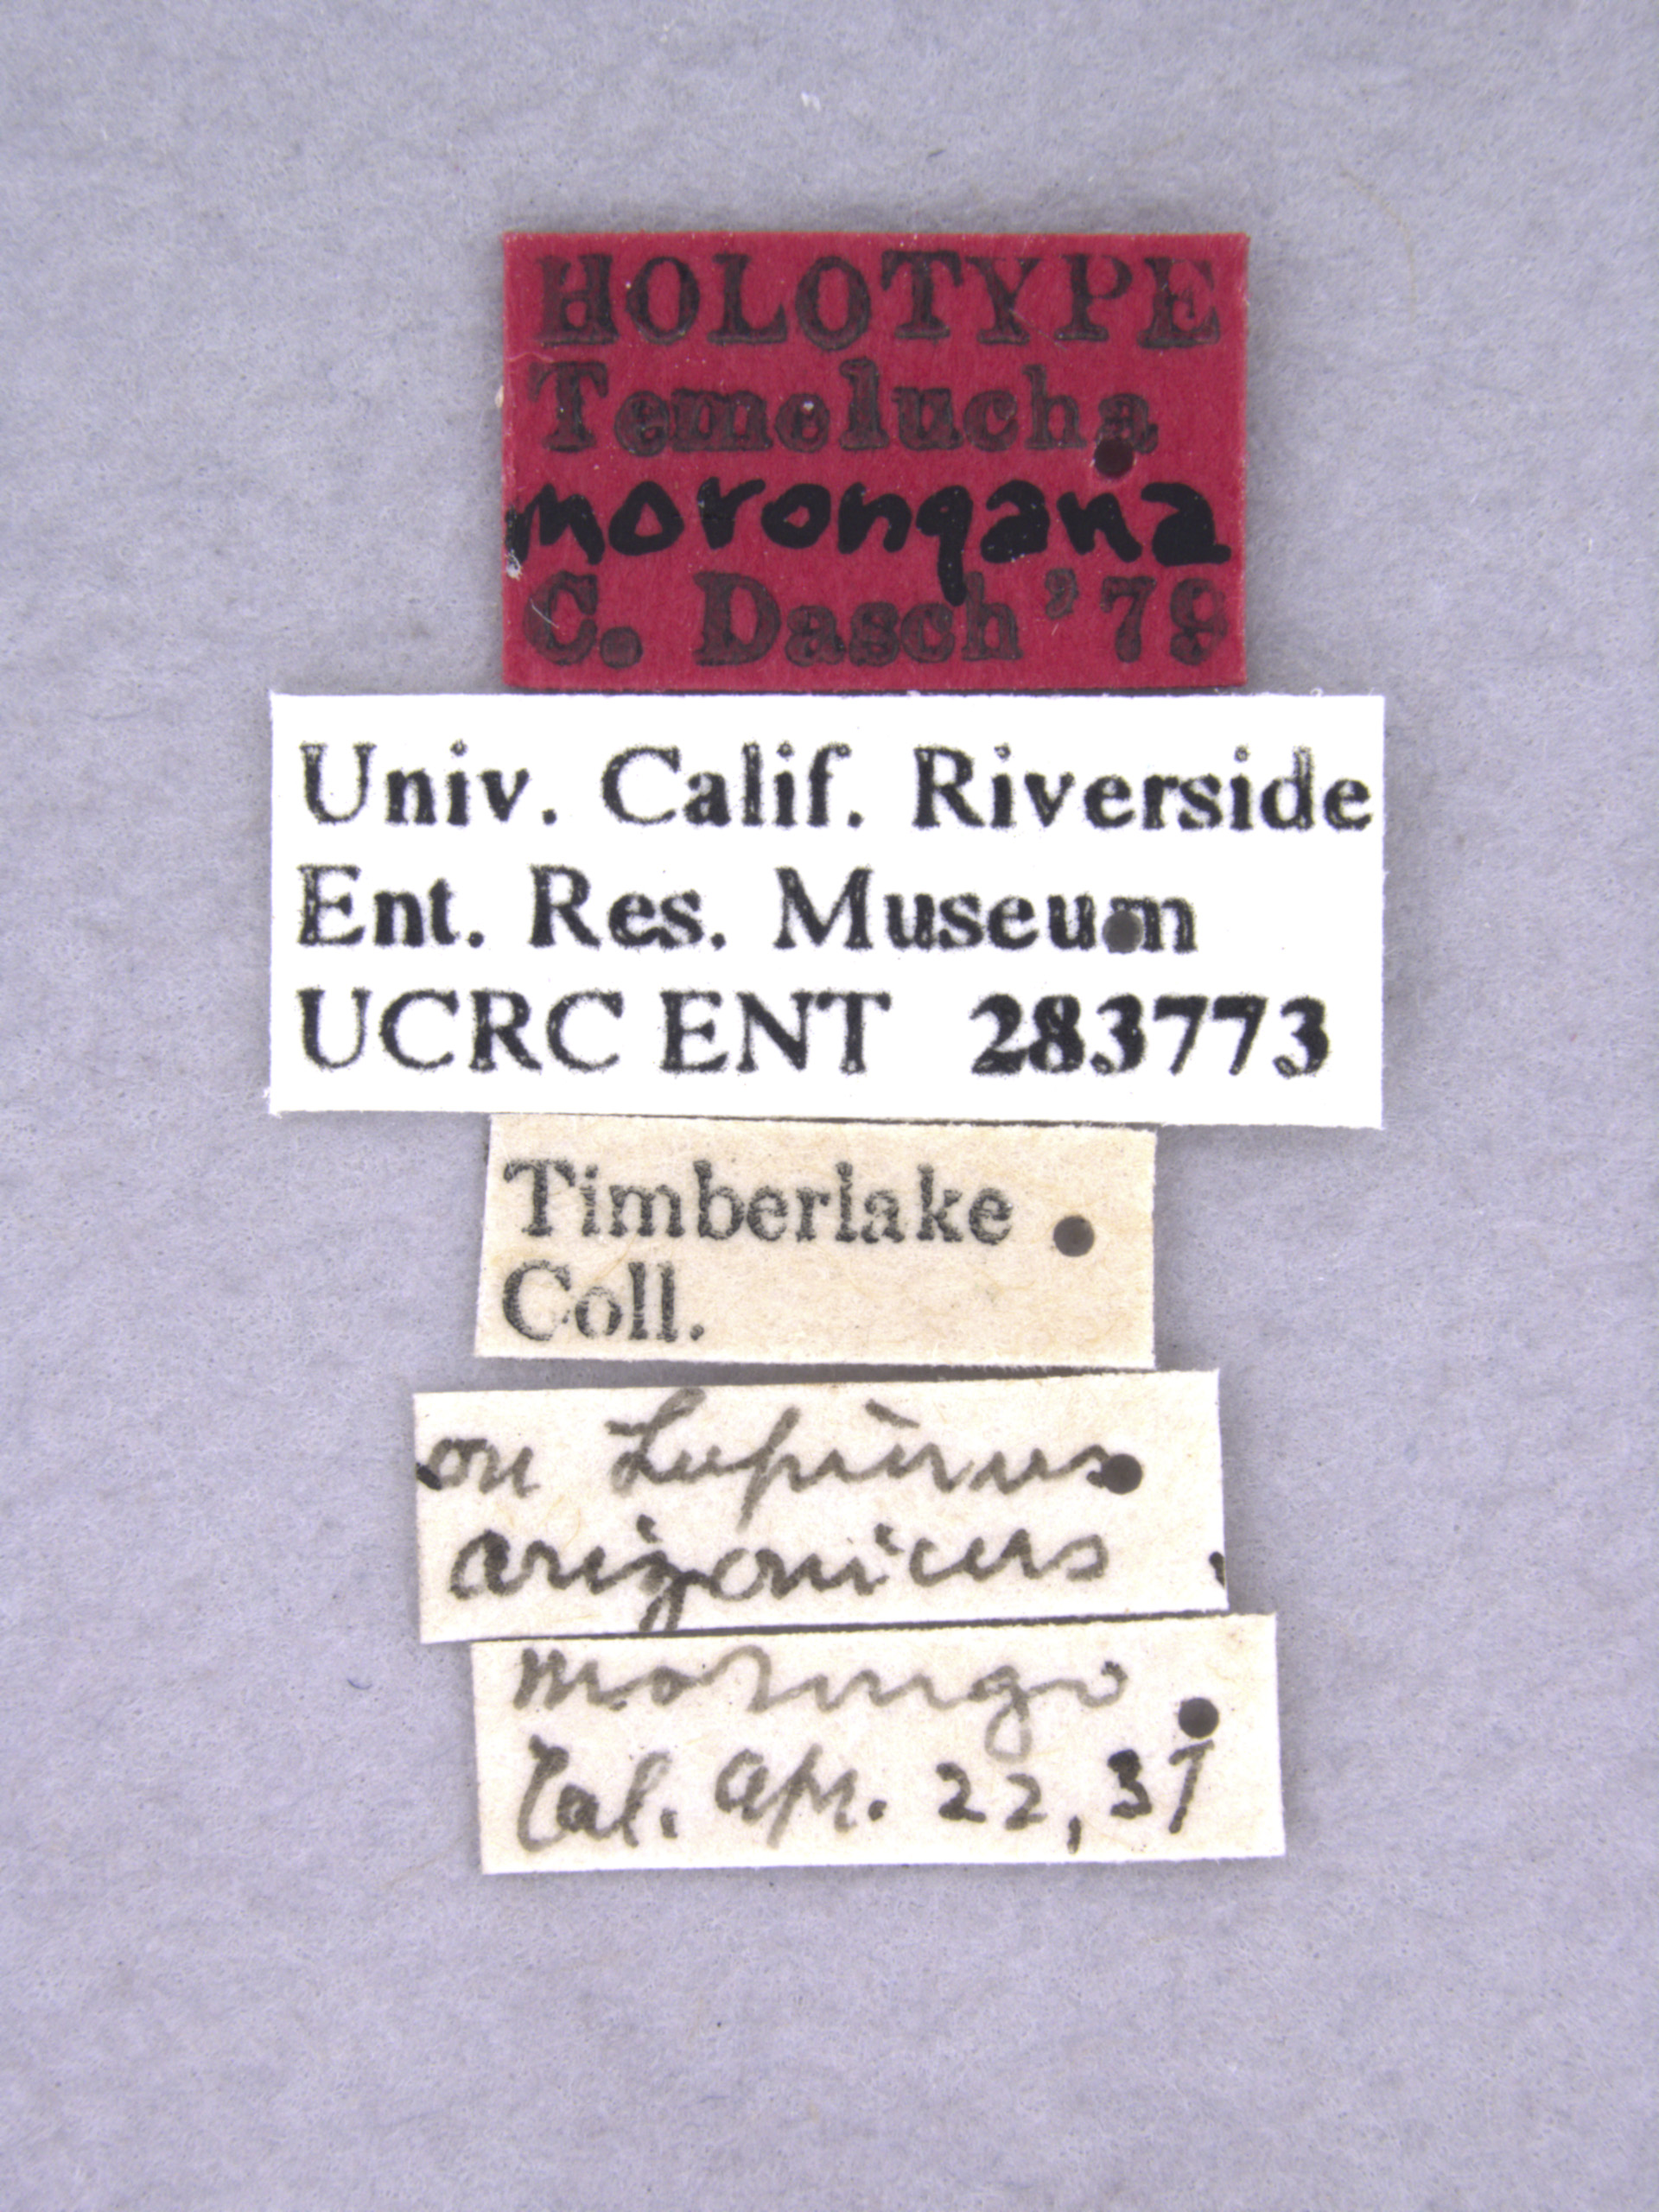 HOLOTYPE
Temelucha
morongana
C. Dasch '79
Univ. Calif. Riverside
Ent. Res. Museum
UCRC ENT 283773
Timberlake
Coll.
on Lupinus
arizonicus
Morongo
Cal. Apr. 22, 37